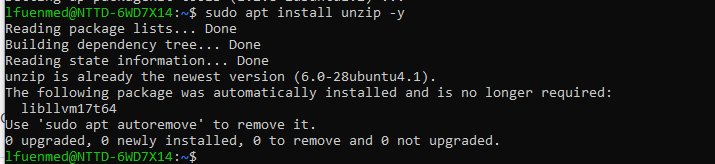 lfuenmed@NTTD-6WD7X14:~$ sudo apt install unzip -y
Reading package lists... Done
Building dependency tree... Done
Reading state information... Done
unzip is already the newest version (6.0-28ubuntu4.1).
The following package was automatically installed and is no longer required:
  libllvm17t64
Use 'sudo apt autoremove' to remove it.
0 upgraded, 0 newly installed, 0 to remove and 0 not upgraded.
lfuenmed@NTTD-6WD7X14:~$